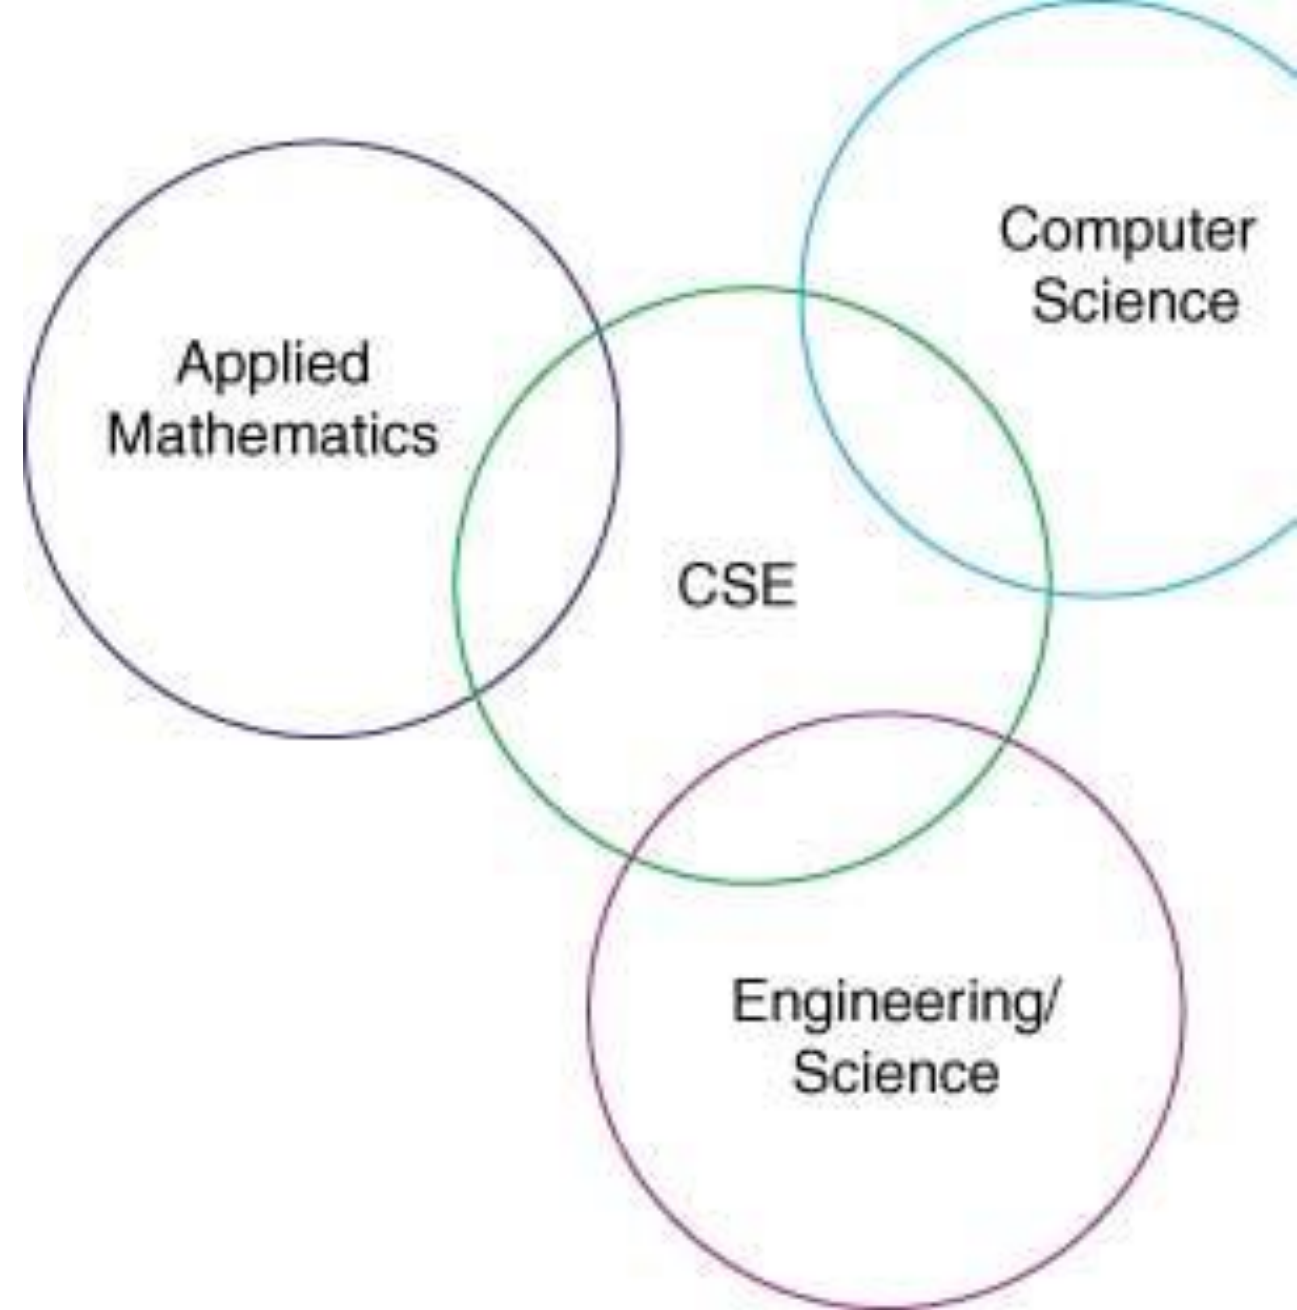 Computer
Science
Applied
Mathematics
CSE
Engineering/
Science